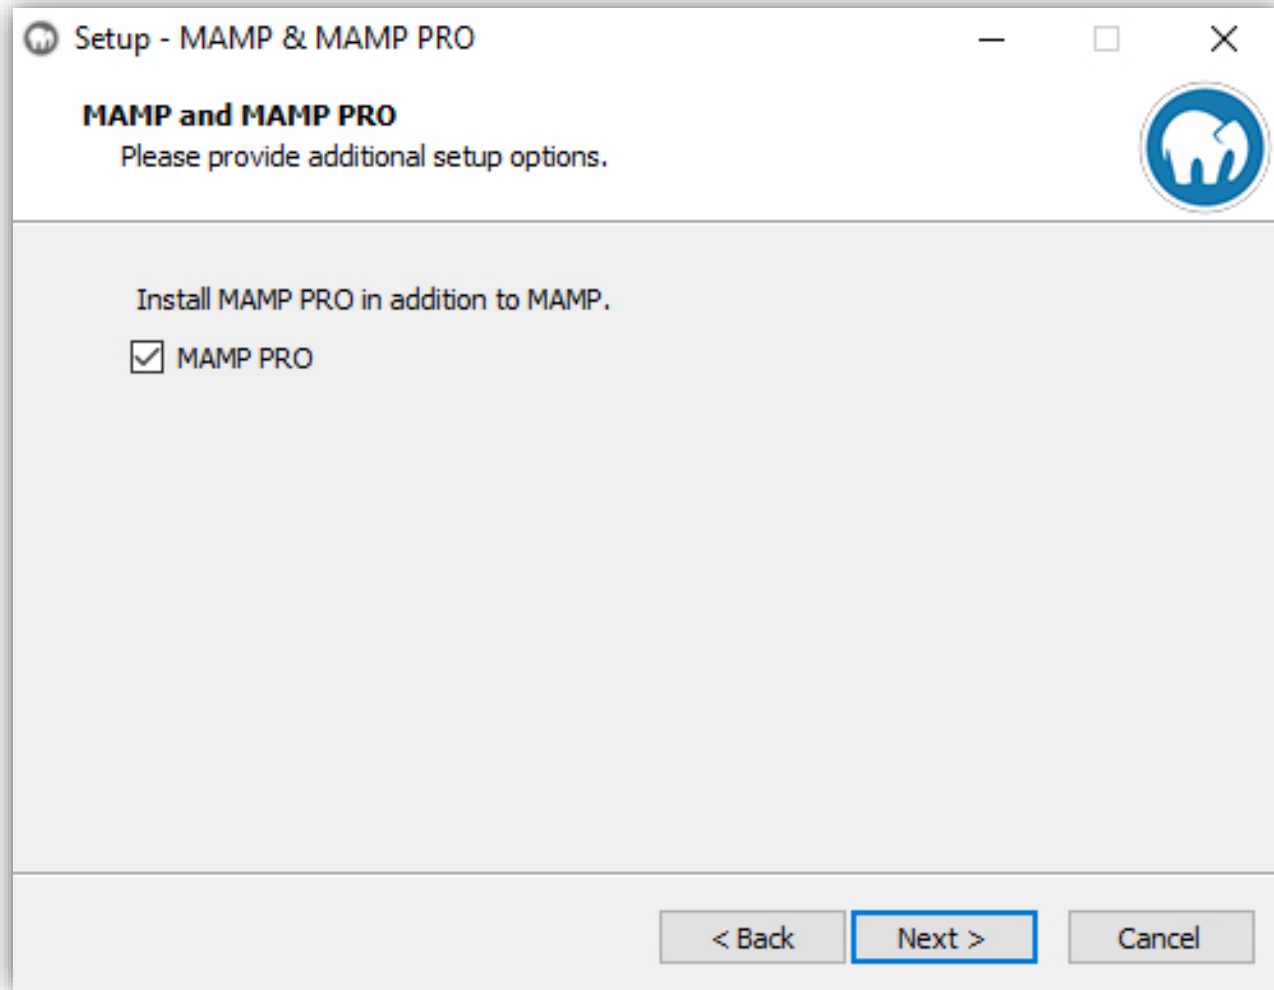 Setup - MAMP & MAMP PRO
MAMP and MAMP PRO
Please provide additional setup options.
Install MAMP PRO in addition to MAMP.
MAMP PRO
< Back
Next >
Cancel